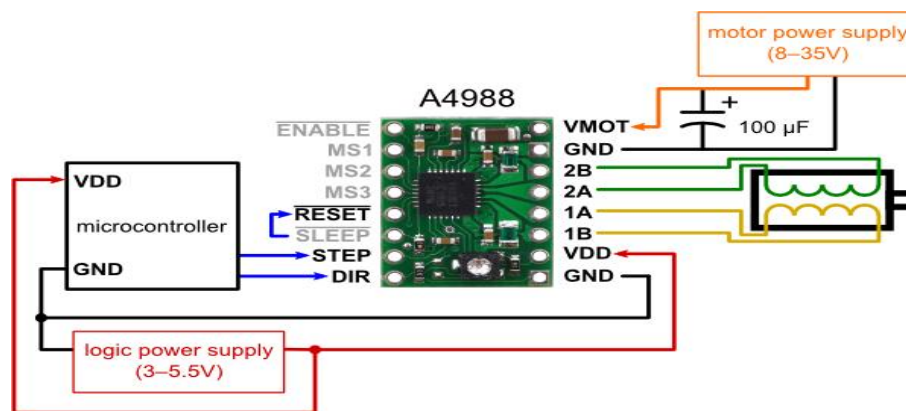 motor power supply
(8–35V)
A4988
+
100 µF
ENABLE
MS1
MS2
MS3
RESET
SLEEP
STEP
DIR
VMOT
GND
2B
2A
1A
1B
VDD
GND
VDD
microcontroller
GND
logic power supply
(3–5.5V)